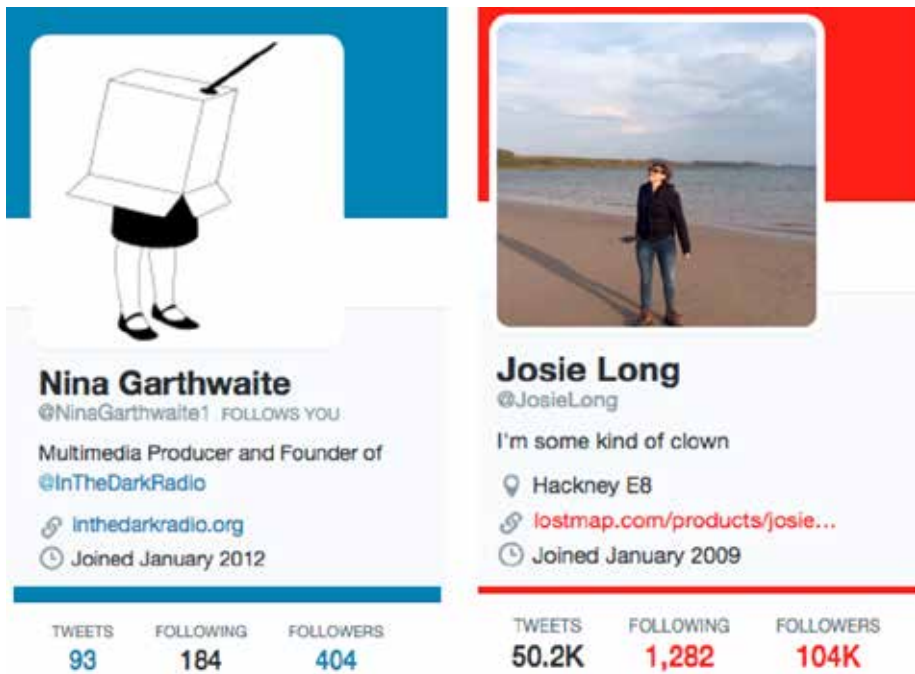 Nina Garthwaite
@NinaGarthwaite1 FOLLOWS YOU
Multimedia Producer and Founder of
@InTheDarkRadio
inthedarkradio.org
Joined January 2012
TWEETS FOLLOWING FOLLOWERS
93 184 404
Josie Long
@JosieLong
I'm some kind of clown
Hackney E8
lostmap.com/products/josie...
Joined January 2009
TWEETS FOLLOWING FOLLOWERS
50.2K 1,282 104K